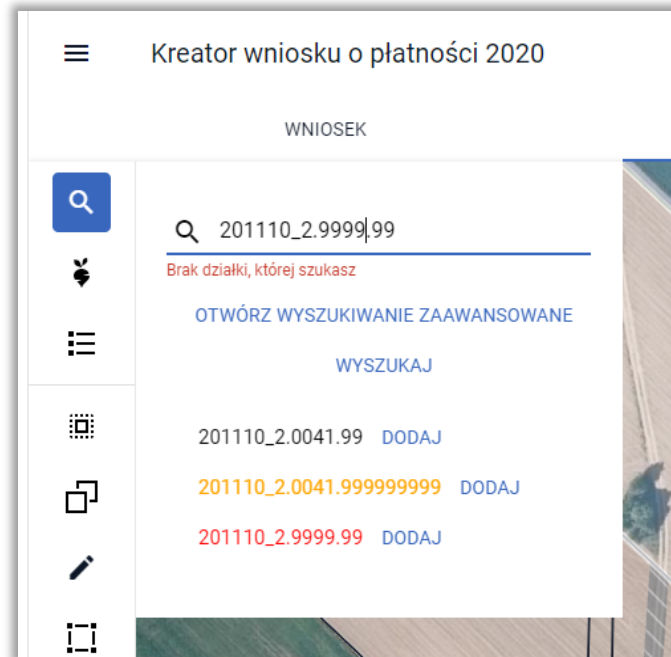 Kreator wniosku o płatności 2020
WNIOSEK
201110_2.9999.99
Brak działki, której szukasz
OTWÓRZ WYSZUKIWANIE ZAAWANSOWANE
WYSZUKAJ
201110_2.0041.99 DODAJ
201110_2.0041.999999999 DODAJ
201110_2.9999.99 DODAJ